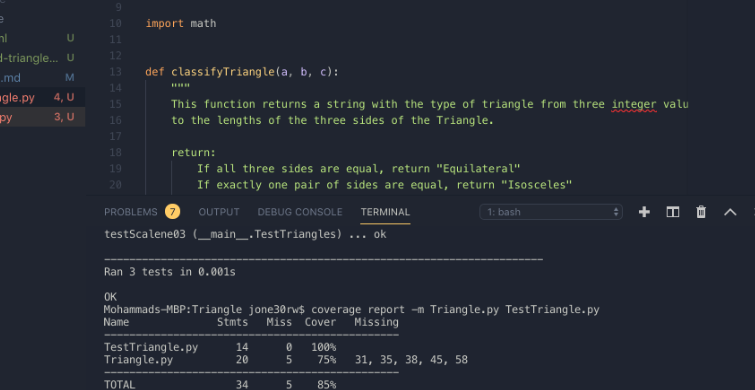 e
nl U
d-triangle... U
.md M
ngle.py 4, U
py 3, U
9
10 import math
11
12
13 def classifyTriangle(a, b, c):
14 """
15 This function returns a string with the type of triangle from three integer valu
16 to the lengths of the three sides of the Triangle.
17
18 return:
19 If all three sides are equal, return "Equilateral"
20 If exactly one pair of sides are equal, return "Isosceles"
PROBLEMS 7 OUTPUT DEBUG CONSOLE TERMINAL 1: bash
testScalene03 (__main__.TestTriangles) ... ok
----------------------------------------------------------------------
Ran 3 tests in 0.001s
OK
Mohammads-MBP:Triangle jone30rw$ coverage report -m Triangle.py TestTriangle.py
Name Stmts Miss Cover Missing
-----------------------------------------------
TestTriangle.py 14 0 100%
Triangle.py 20 5 75% 31, 35, 38, 45, 58
-----------------------------------------------
TOTAL 34 5 85%